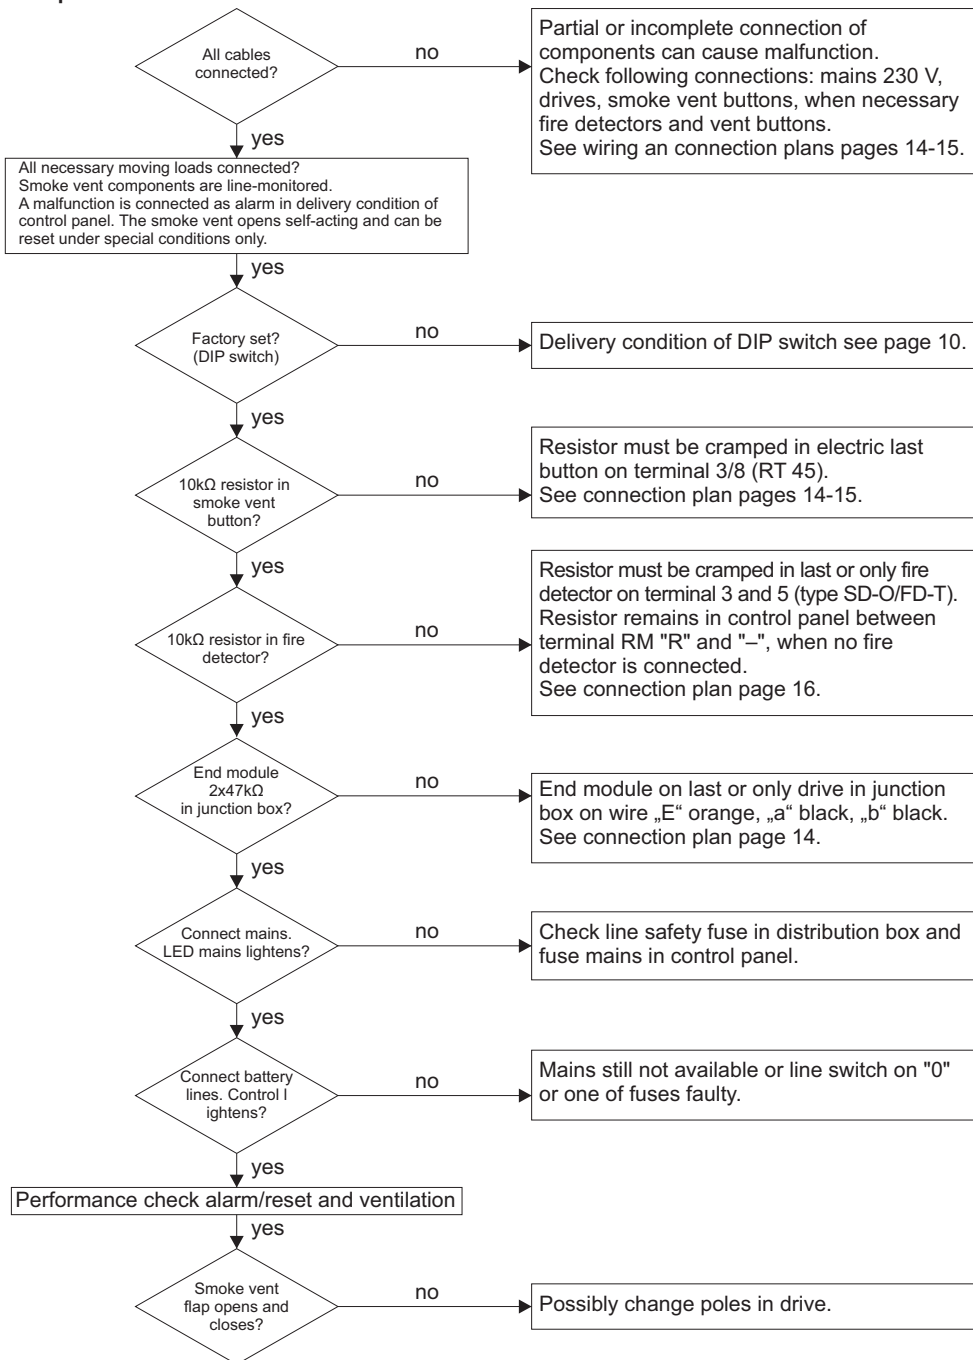 All cables
connected?
no
Partial or incomplete connection of
components can cause malfunction.
Check following connections: mains 230 V,
drives, smoke vent buttons, when necessary
fire detectors and vent buttons.
See wiring an connection plans pages 14-15.
yes
All necessary moving loads connected?
Smoke vent components are line-monitored.
A malfunction is connected as alarm in delivery condition of
control panel. The smoke vent opens self-acting and can be
reset under special conditions only.
yes
Factory set?
(DIP switch)
no
Delivery condition of DIP switch see page 10.
yes
10kΩ resistor in
smoke vent
button?
no
Resistor must be cramped in electric last
button on terminal 3/8 (RT 45).
See connection plan pages 14-15.
yes
10kΩ resistor in fire
detector?
no
Resistor must be cramped in last or only fire
detector on terminal 3 and 5 (type SD-O/FD-T).
Resistor remains in control panel between
terminal RM "R" and "–", when no fire
detector is connected.
See connection plan page 16.
yes
End module
2x47kΩ
in junction box?
no
End module on last or only drive in junction
box on wire „E“ orange, „a“ black, „b“ black.
See connection plan page 14.
yes
Connect mains.
LED mains lightens?
no
Check line safety fuse in distribution box and
fuse mains in control panel.
yes
Connect battery
lines. Control l
ightens?
no
Mains still not available or line switch on "0"
or one of fuses faulty.
yes
Performance check alarm/reset and ventilation
yes
Smoke vent
flap opens and
closes?
no
Possibly change poles in drive.